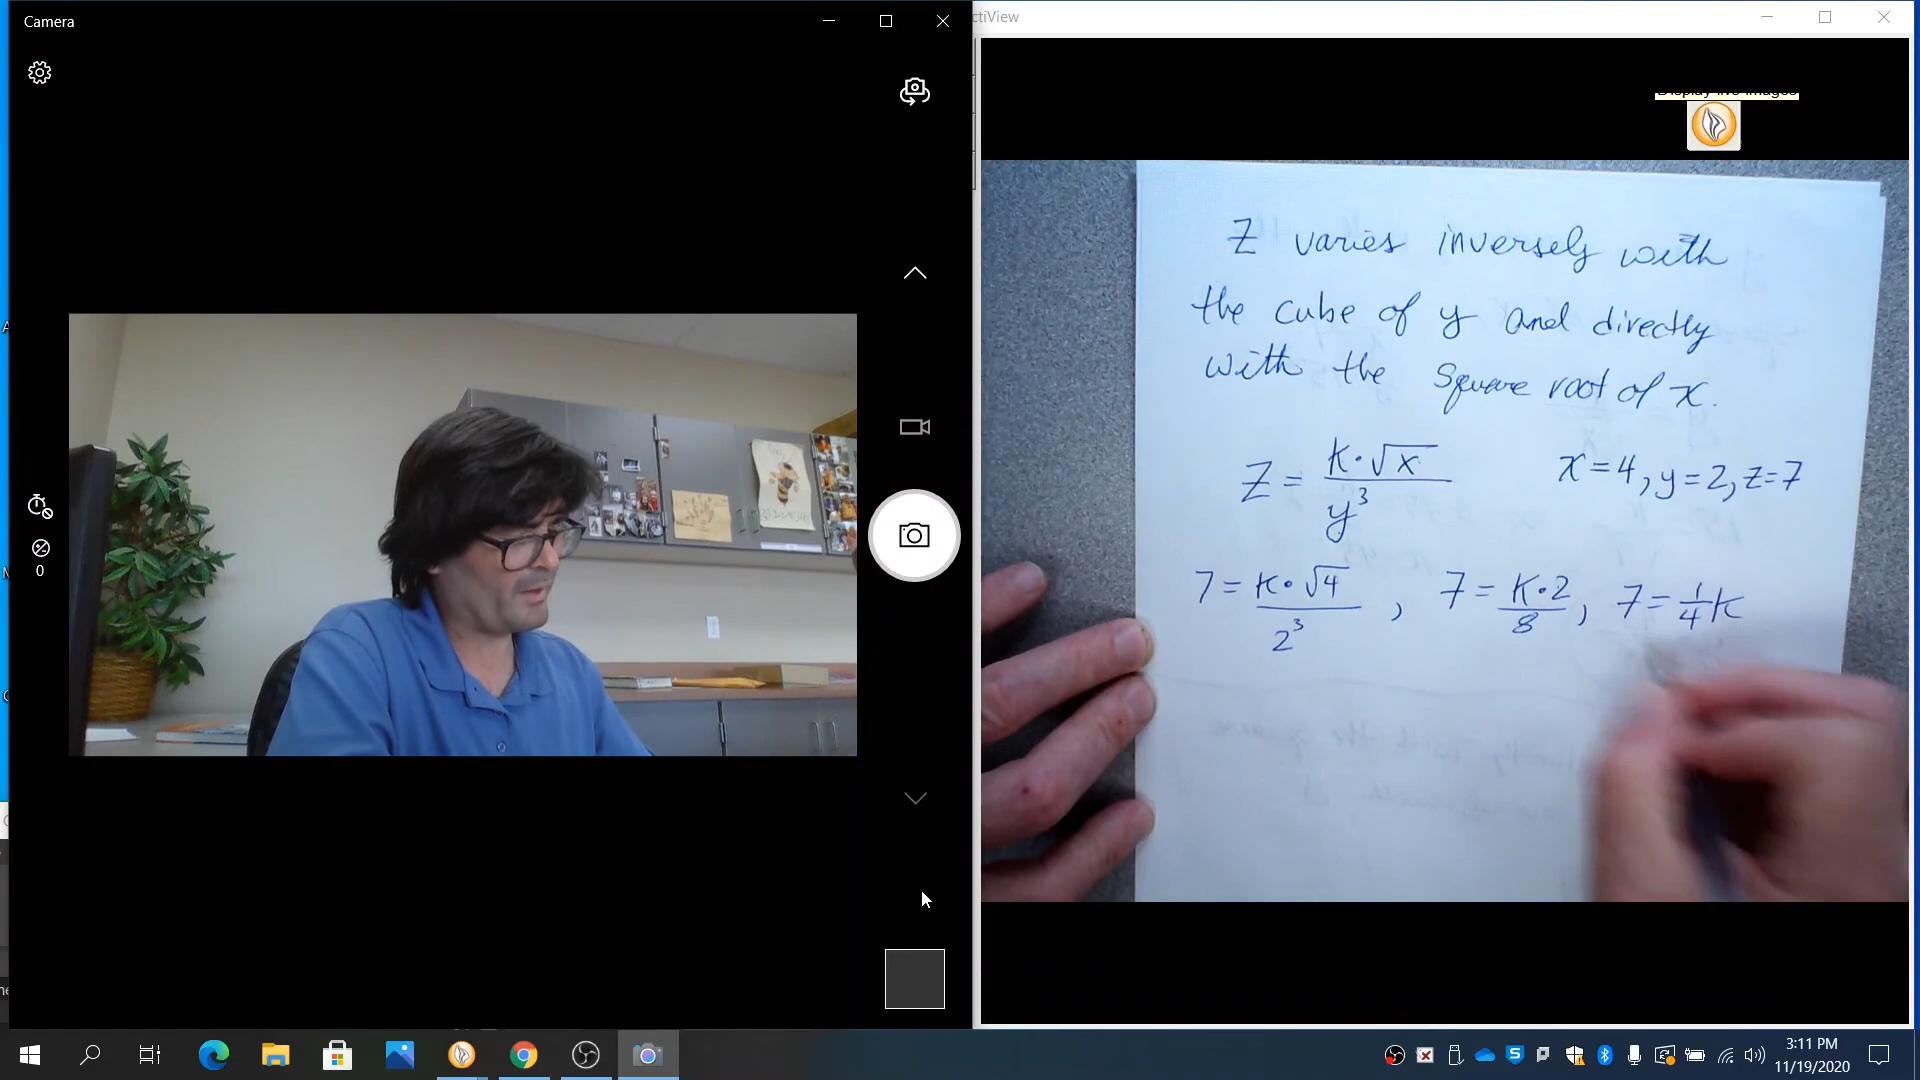 Camera
ctiView
0
Z varies inversely with
the cube of y and directly
with the square root of x.
Z = K·√x / y³
x=4, y=2, z=7
7 = K·√4 / 2³ , 7 = K·2 / 8 , 7 = 1/4 K
3:11 PM
11/19/2020